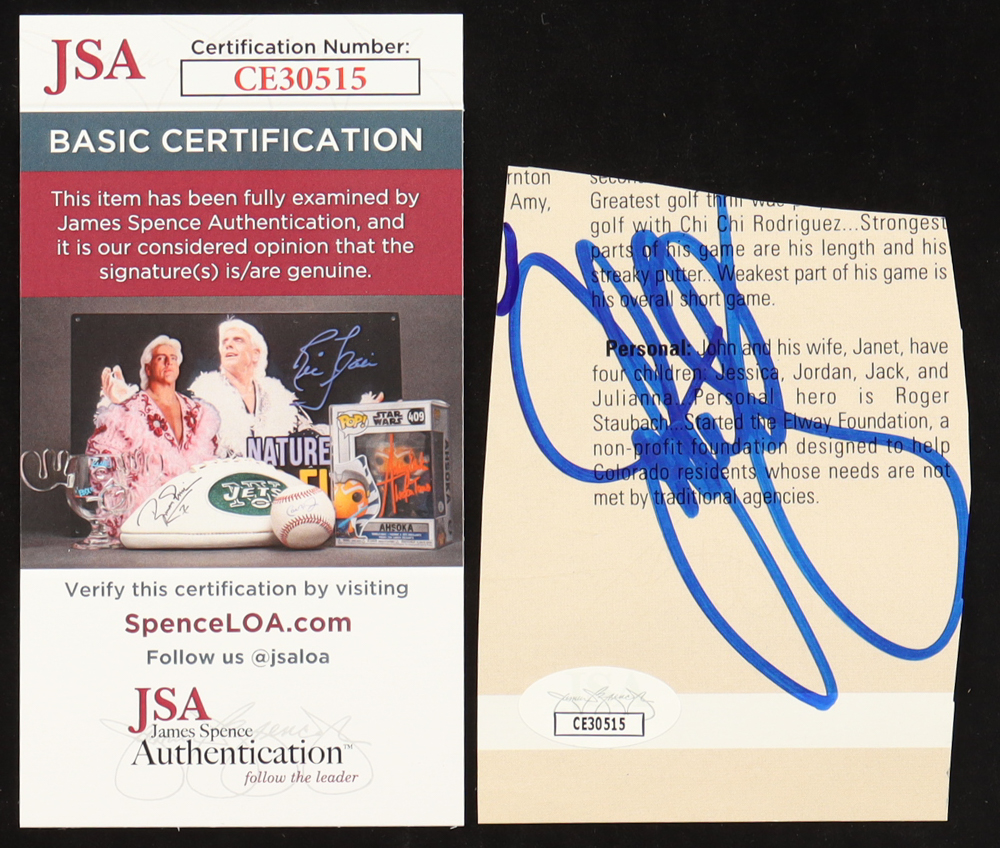 JSA
Certification Number:
CE30515
BASIC CERTIFICATION
This item has been fully examined by
James Spence Authentication, and
it is our considered opinion that the
signature(s) is/are genuine.
NATURE
JETS
POP!
STAR
WARS
409
AHSOKA
Verify this certification by visiting
SpenceLOA.com
Follow us @jsaloa
JSA
James Spence
Authentication™
follow the leader
rnton
Amy,
Greatest golf thrill was
golf with Chi Chi Rodriguez...Strongest
parts of his game are his length and his
streaky putter...Weakest part of his game is
his overall short game.
Personal: John and his wife, Janet, have
four children: Jessica, Jordan, Jack, and
Julianna. Personal hero is Roger
Staubach...Started the Elway Foundation, a
non-profit foundation designed to help
Colorado residents whose needs are not
met by traditional agencies.
CE30515